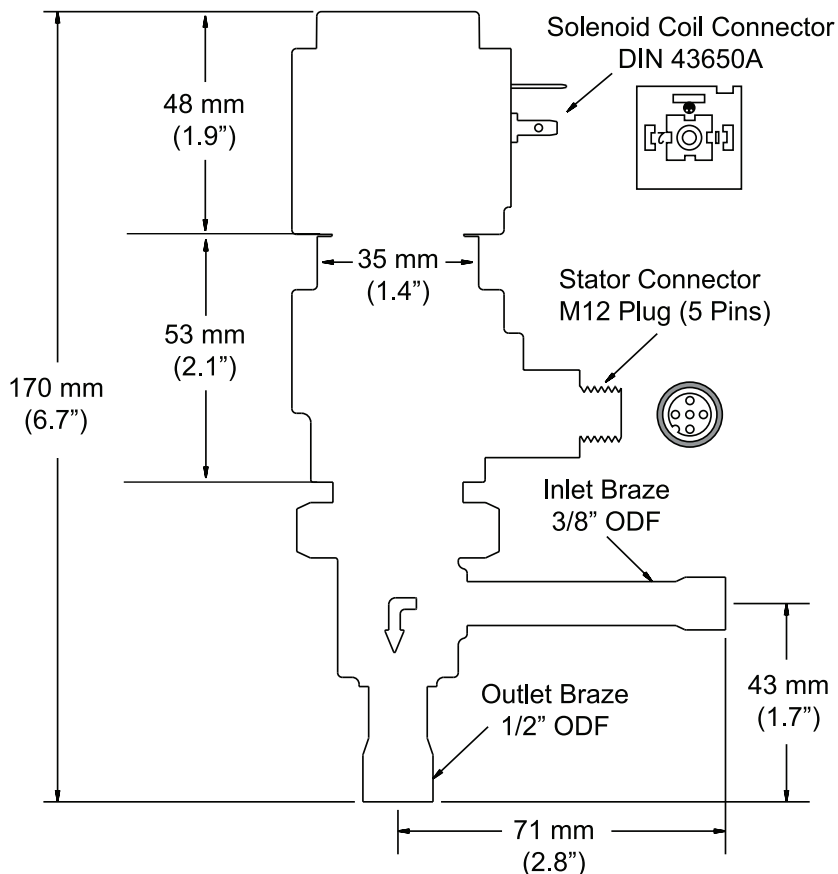 Solenoid Coil Connector
DIN 43650A
48 mm
(1.9”)
35 mm
(1.4”)
Stator Connector
M12 Plug (5 Pins)
53 mm
(2.1”)
170 mm
(6.7”)
Inlet Braze
3/8” ODF
Outlet Braze
1/2” ODF
43 mm
(1.7”)
71 mm
(2.8”)